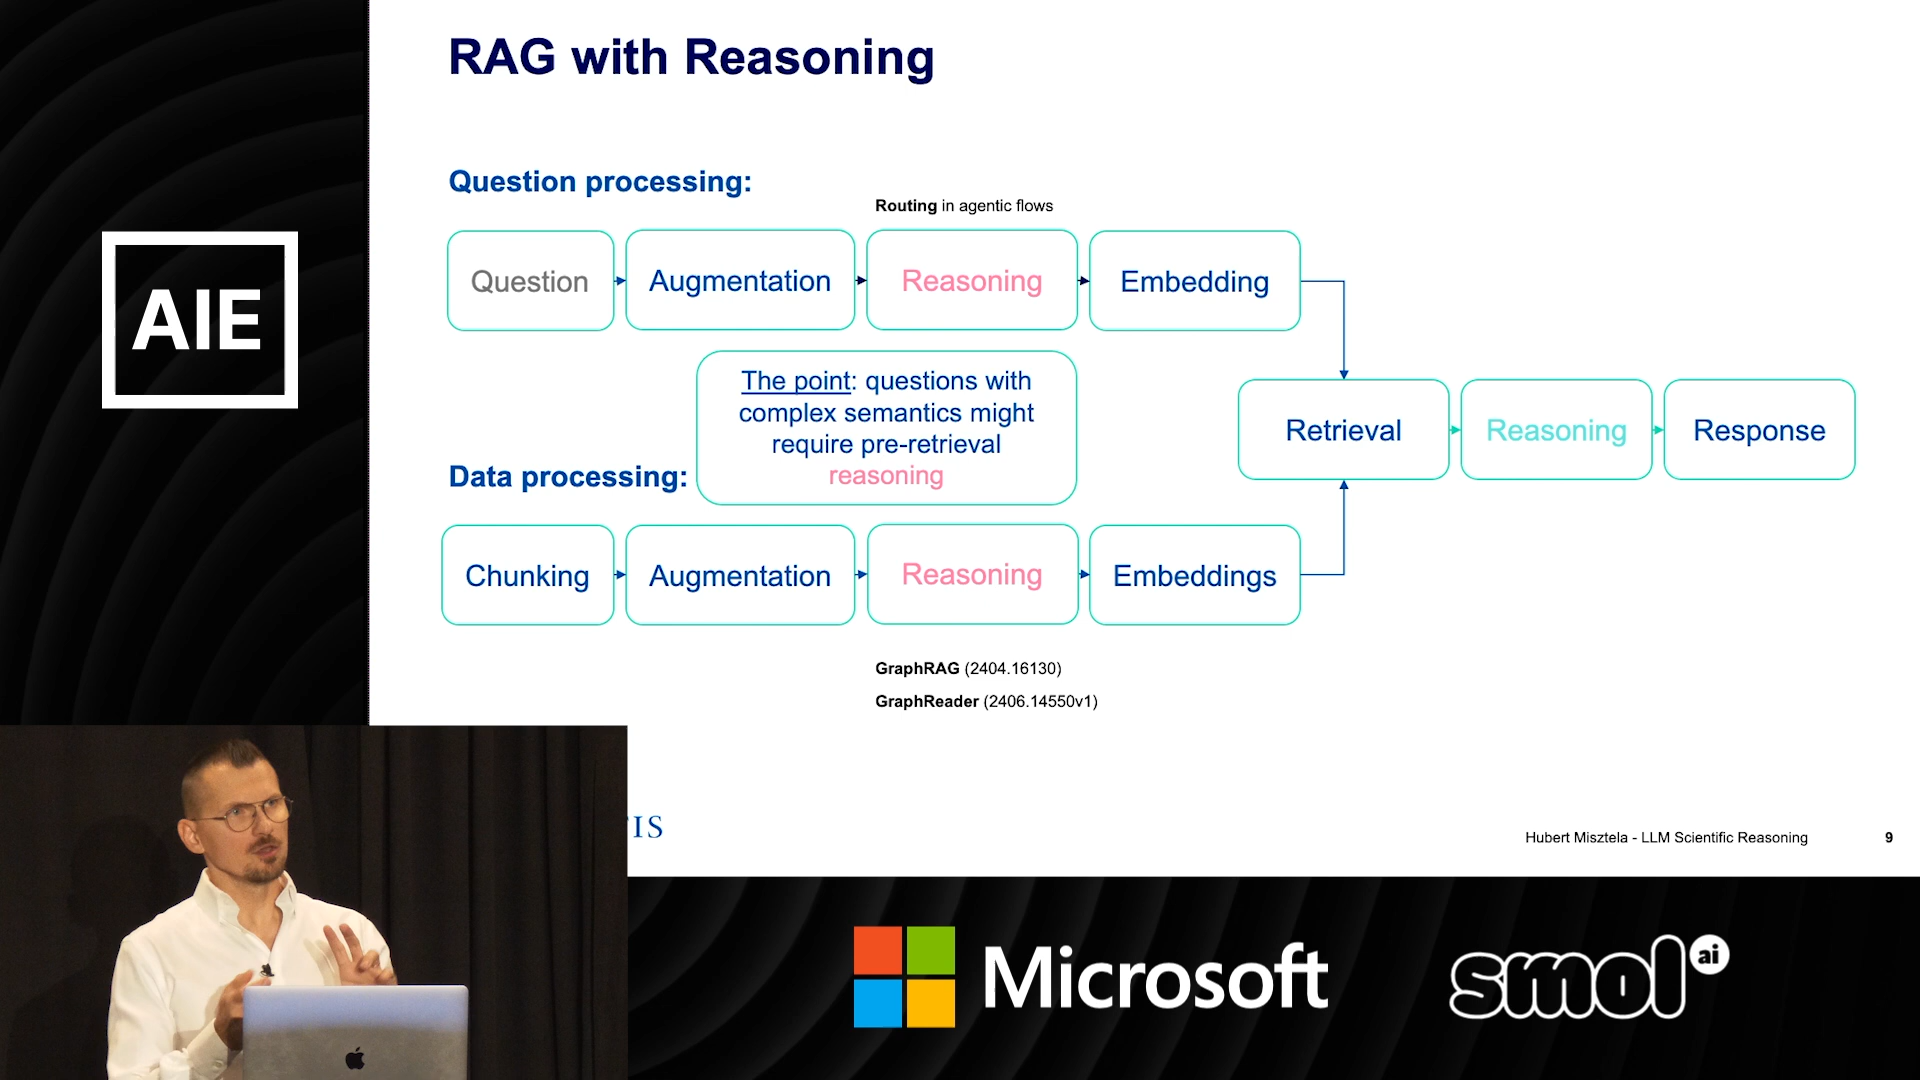 RAG with Reasoning
AIE
Question processing:
Routing in agentic flows
Question
Augmentation
Reasoning
Embedding
The point: questions with
complex semantics might
require pre-retrieval
reasoning
Retrieval
Reasoning
Response
Data processing:
Chunking
Augmentation
Reasoning
Embeddings
GraphRAG (2404.16130)
GraphReader (2406.14550v1)
TIS
Hubert Misztela - LLM Scientific Reasoning
9
Microsoft
smol ai